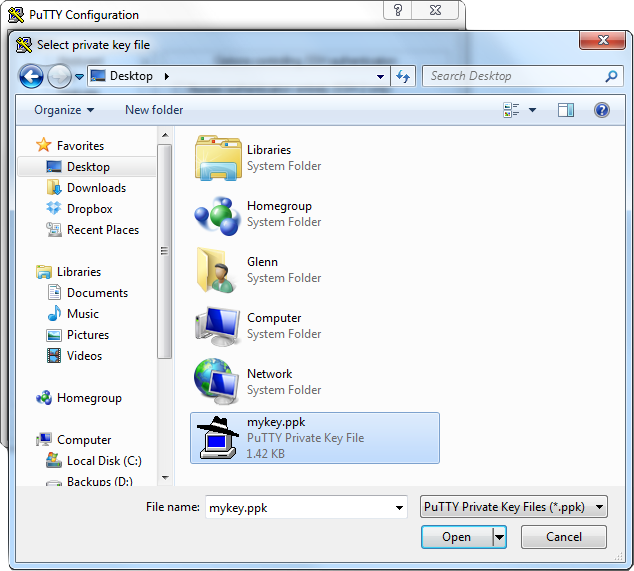 PuTTY Configuration
Select private key file
Desktop
Search Desktop
Organize
New folder
Favorites
Desktop
Downloads
Dropbox
Recent Places
Libraries
Documents
Music
Pictures
Videos
Homegroup
Computer
Local Disk (C:)
Backups (D:)
Libraries
System Folder
Homegroup
System Folder
Glenn
System Folder
Computer
System Folder
Network
System Folder
mykey.ppk
PuTTY Private Key File
1.42 KB
File name:
mykey.ppk
PuTTY Private Key Files (*.ppk)
Open
Cancel